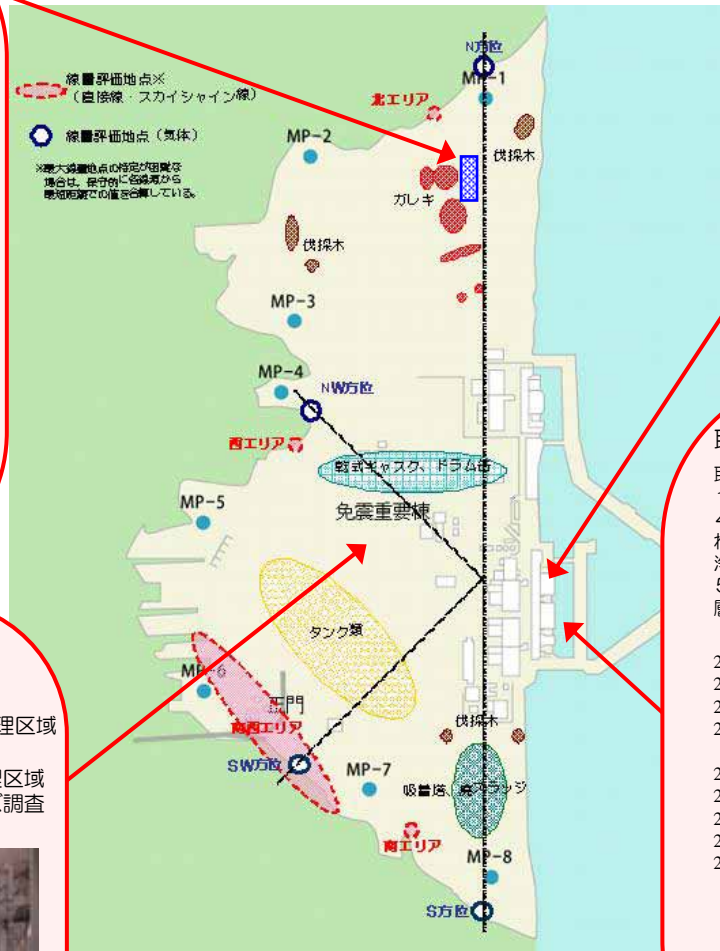 線量評価地点※
（直接線・スカイシャイン線）
線量評価地点（気体）
※最大線量地点の特定が困難な
場合は、保守的に各線源から
最短距離での値を合算している。
N方位
MP-1
北エリア
MP-2
伐採木
ガレキ
伐採木
MP-3
MP-4
NW方位
西エリア
乾式キャスク、ドラム缶
免震重要棟
MP-5
タンク類
MP-6
正門
南西エリア
伐採木
SW方位
MP-7
吸着塔、廃スラッジ
南エリア
MP-8
S方位
理区域
調査